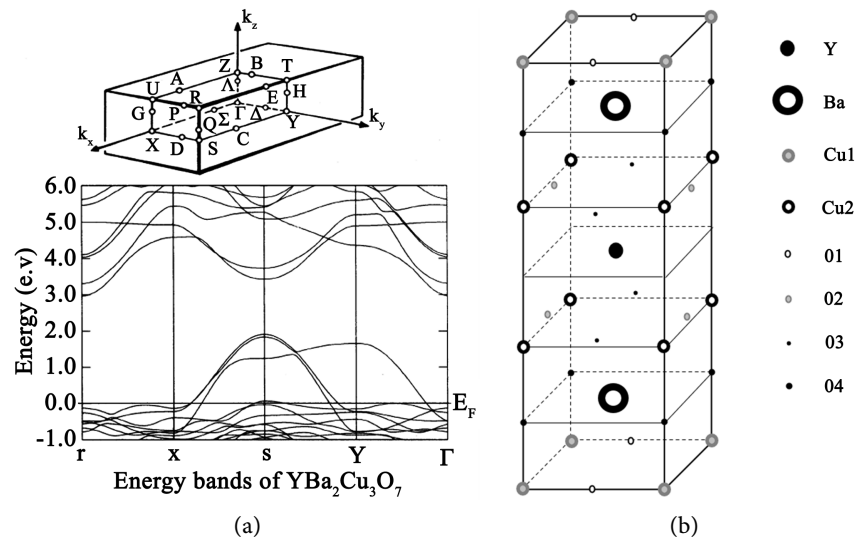 k_z
Z B T
U A Λ
R E H
G P Γ
Q Σ Δ
k_x X Y k_y
D S C
6.0
5.0
4.0
3.0
2.0
1.0
0.0
-1.0
Energy (e.v)
E_F
r x s Y Γ
Energy bands of YBa₂Cu₃O₇
(a)
Y
Ba
Cu1
Cu2
01
02
03
04
(b)